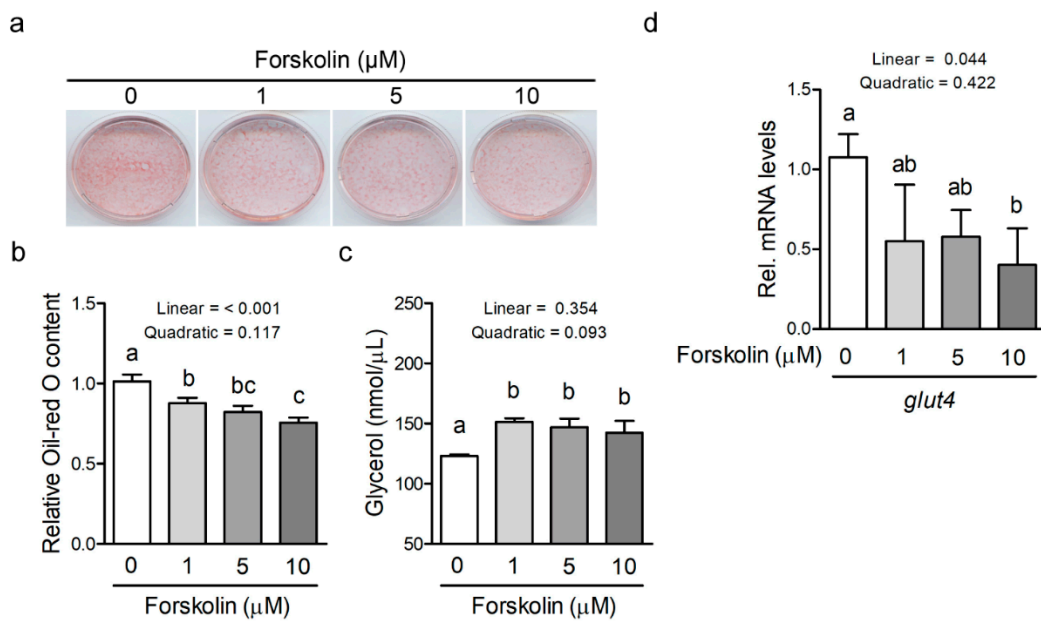 a
Forskolin (µM)
0 1 5 10
b
Linear = < 0.001
Quadratic = 0.117
Relative Oil-red O content
1.5
1.0
0.5
0.0
a b bc c
0 1 5 10
Forskolin (µM)
c
Linear = 0.354
Quadratic = 0.093
Glycerol (nmol/µL)
250
200
150
100
50
a b b b
0 1 5 10
Forskolin (µM)
d
Linear = 0.044
Quadratic = 0.422
Rel. mRNA levels
1.5
1.0
0.5
0.0
a ab ab b
Forskolin (µM) 0 1 5 10
glut4